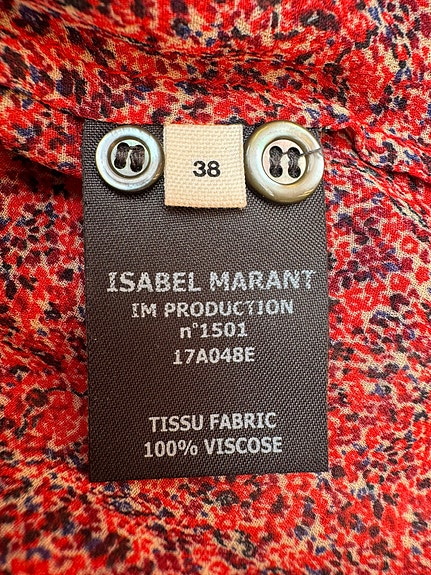 38
ISABEL MARANT
IM PRODUCTION
n°1501
17A048E
TISSU FABRIC
100% VISCOSE